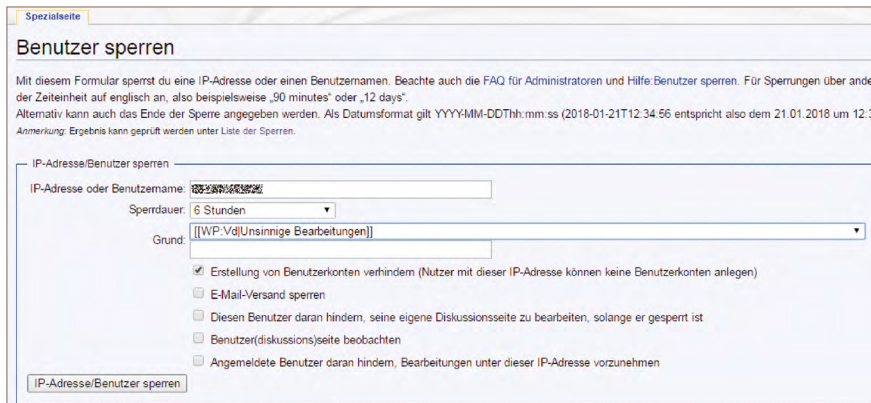 Spezialseite
Benutzer sperren
Mit diesem Formular sperrst du eine IP-Adresse oder einen Benutzernamen. Beachte auch die FAQ für Administratoren und Hilfe:Benutzer sperren. Für Sperrungen über ande
der Zeiteinheit auf englisch an, also beispielsweise „90 minutes“ oder „12 days“.
Alternativ kann auch das Ende der Sperre angegeben werden. Als Datumsformat gilt YYYY-MM-DDThh:mm:ss (2018-01-21T12:34:56 entspricht also dem 21.01.2018 um 12:3
Anmerkung: Ergebnis kann geprüft werden unter Liste der Sperren.
IP-Adresse/Benutzer sperren
IP-Adresse oder Benutzername:
Sperrdauer: 6 Stunden
Grund: [[WP:Vd|Unsinnige Bearbeitungen]]
Erstellung von Benutzerkonten verhindern (Nutzer mit dieser IP-Adresse können keine Benutzerkonten anlegen)
E-Mail-Versand sperren
Diesen Benutzer daran hindern, seine eigene Diskussionsseite zu bearbeiten, solange er gesperrt ist
Benutzer(diskussions)seite beobachten
Angemeldete Benutzer daran hindern, Bearbeitungen unter dieser IP-Adresse vorzunehmen
IP-Adresse/Benutzer sperren